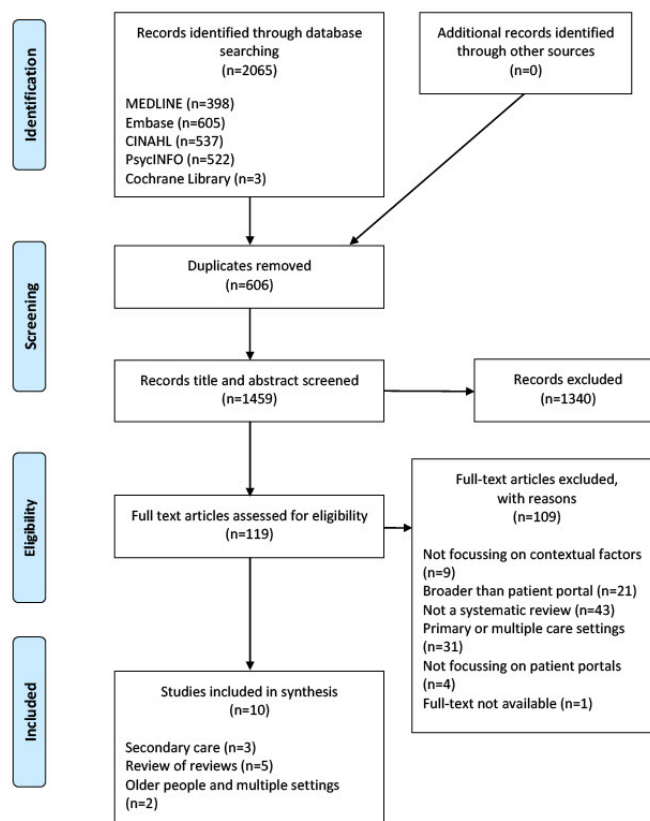 Identification
Records identified through database
searching
(n=2065)
MEDLINE (n=398)
Embase (n=605)
CINAHL (n=537)
PsycINFO (n=522)
Cochrane Library (n=3)
Additional records identified
through other sources
(n=0)
Screening
Duplicates removed
(n=606)
Records title and abstract screened
(n=1459)
Records excluded
(n=1340)
Eligibility
Full text articles assessed for eligibility
(n=119)
Full-text articles excluded,
with reasons
(n=109)
Not focussing on contextual factors
(n=9)
Broader than patient portal (n=21)
Not a systematic review (n=43)
Primary or multiple care settings
(n=31)
Not focussing on patient portals
(n=4)
Full-text not available (n=1)
Included
Studies included in synthesis
(n=10)
Secondary care (n=3)
Review of reviews (n=5)
Older people and multiple settings
(n=2)